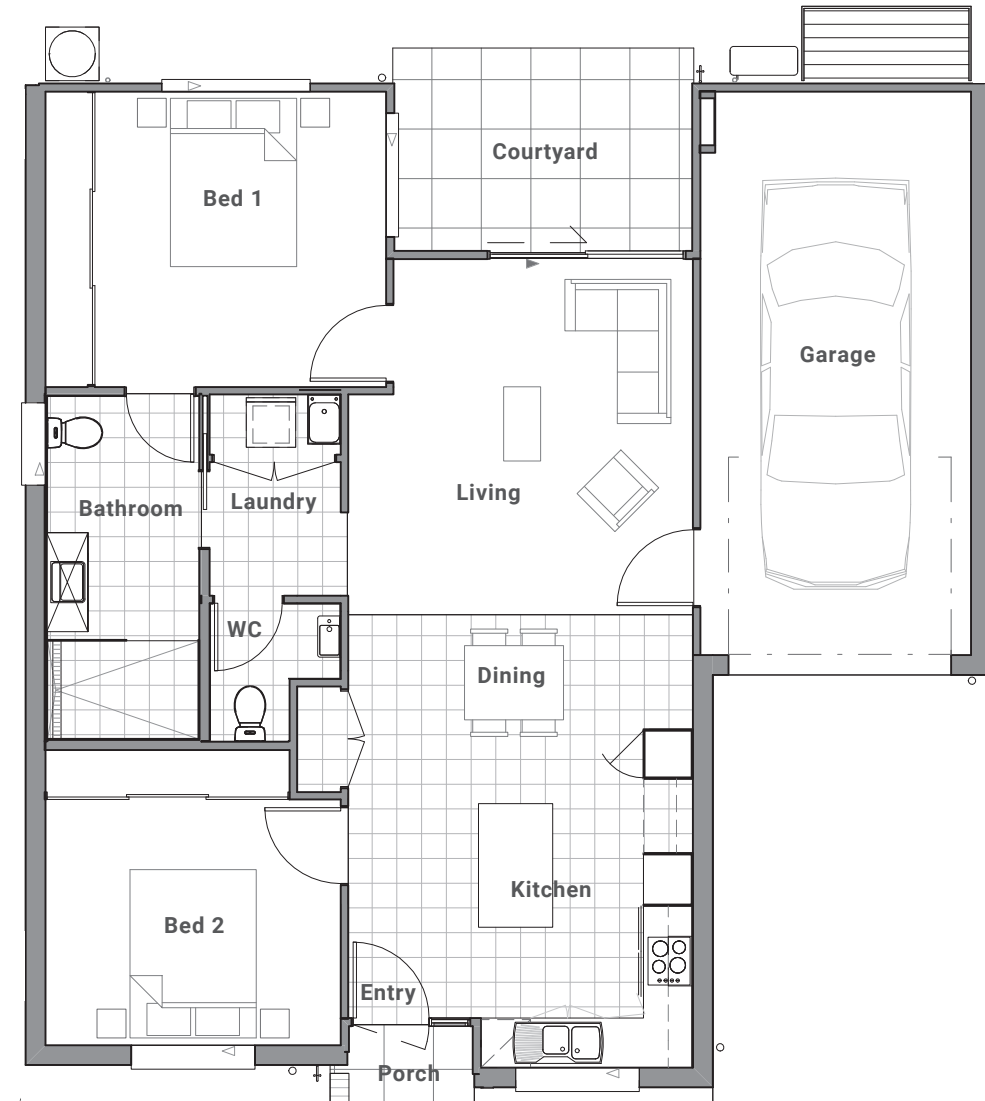 Courtyard
Bed 1
Garage
Living
Laundry
Bathroom
WC
Dining
Kitchen
Bed 2
Entry
Porch